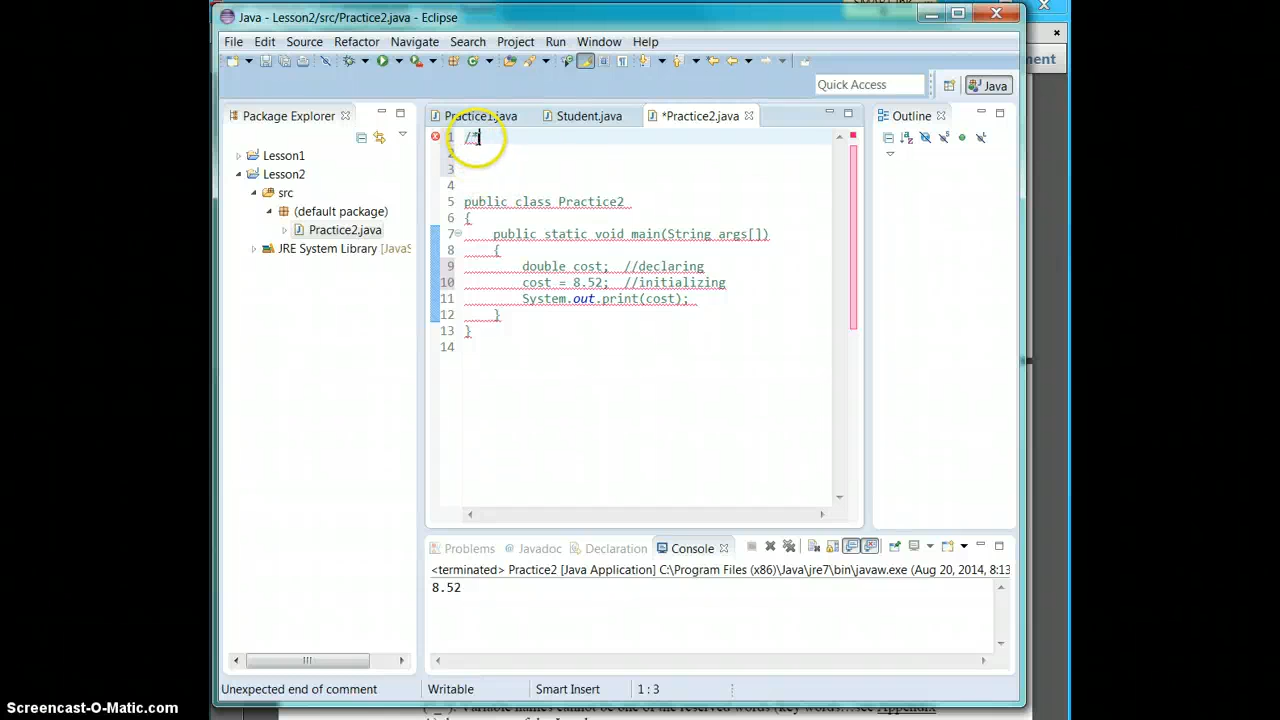 Java - Lesson2/src/Practice2.java - Eclipse
File Edit Source Refactor Navigate Search Project Run Window Help
Quick Access
Java
Package Explorer
Practice1.java Student.java *Practice2.java
Outline
Lesson1
Lesson2
src
(default package)
Practice2.java
JRE System Library [JavaS
1 /*
2
3
4
5 public class Practice2
6 {
7 public static void main(String args[])
8 {
9 double cost; //declaring
10 cost = 8.52; //initializing
11 System.out.print(cost);
12 }
13 }
14
Problems Javadoc Declaration Console
<terminated> Practice2 [Java Application] C:\Program Files (x86)\Java\jre7\bin\javaw.exe (Aug 20, 2014, 8:13
8.52
Unexpected end of comment Writable Smart Insert 1 : 3
Screencast-O-Matic.com